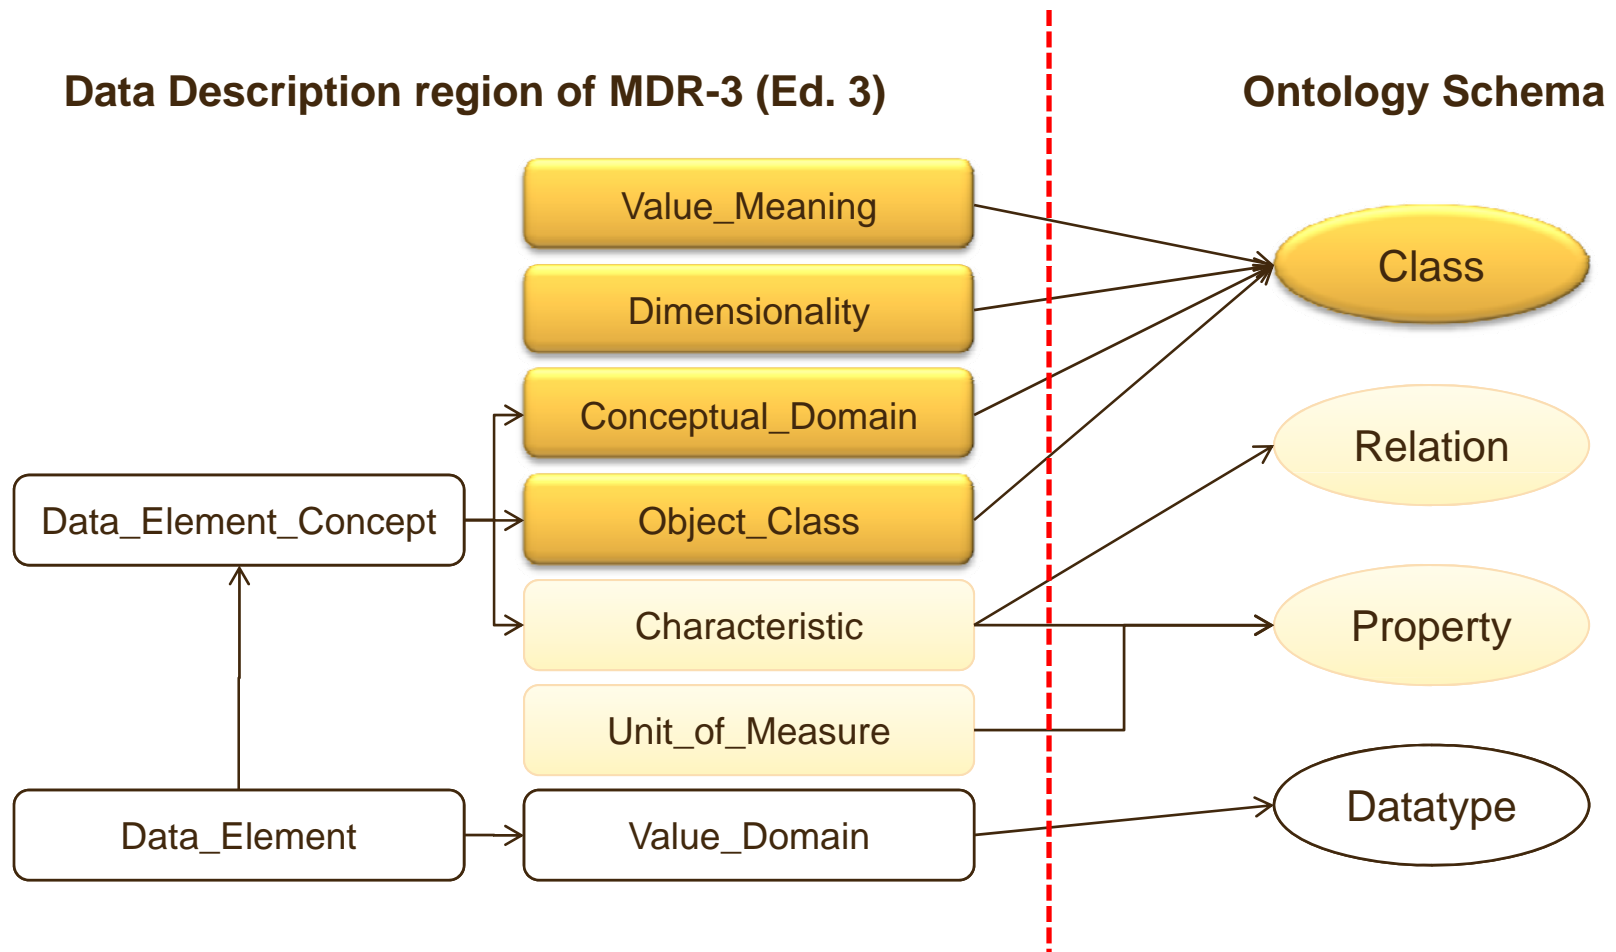 Data Description region of MDR-3 (Ed. 3)
Ontology Schema
Value_Meaning
Class
Dimensionality
Conceptual_Domain
Relation
Data_Element_Concept
Object_Class
Characteristic
Property
Unit_of_Measure
Datatype
Data_Element
Value_Domain